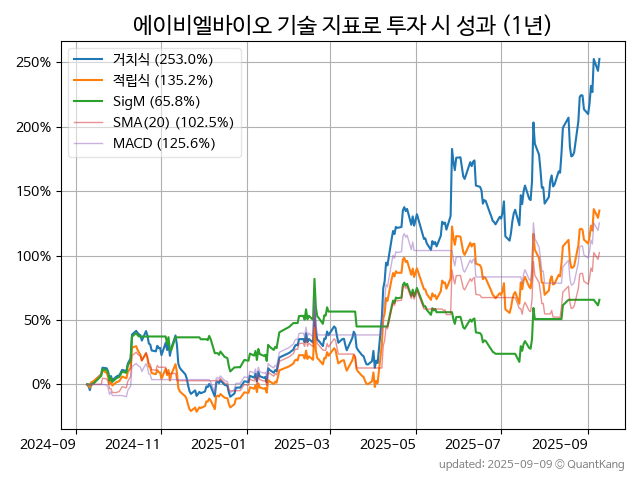 에이비엘바이오 기술 지표로 투자 시 성과 (1년)
거치식 (253.0%)
적립식 (135.2%)
SigM (65.8%)
SMA(20) (102.5%)
MACD (125.6%)
250%
200%
150%
100%
50%
0%
2024-09
2024-11
2025-01
2025-03
2025-05
2025-07
2025-09
updated: 2025-09-09 © QuantKang